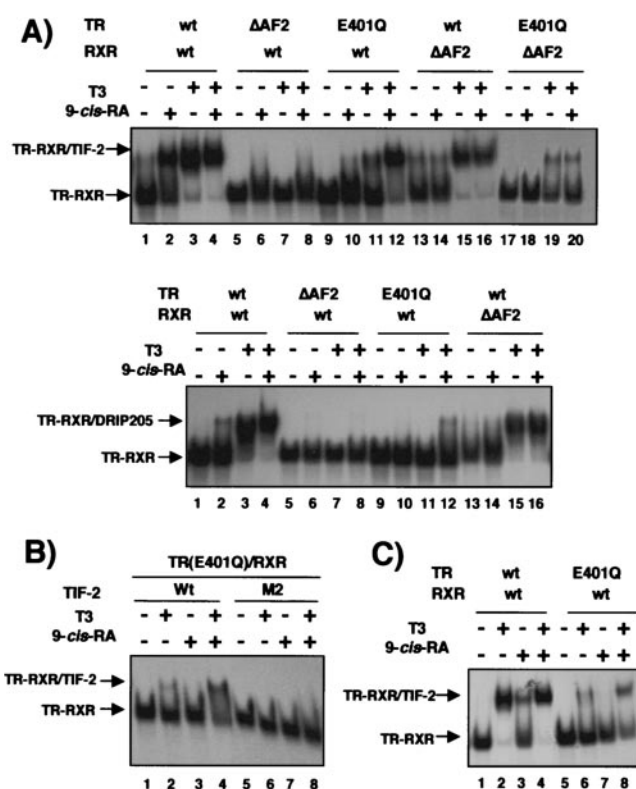 A)
TR wt ΔAF2 E401Q wt E401Q
RXR wt wt wt ΔAF2 ΔAF2
T3 - - + + - - + + - - + + - - + + - - + +
9-cis-RA - + - + - + - + - + - + - + - + - + - +
TR-RXR/TIF-2
TR-RXR
1 2 3 4 5 6 7 8 9 10 11 12 13 14 15 16 17 18 19 20
TR wt ΔAF2 E401Q wt
RXR wt wt wt ΔAF2
T3 - - + + - - + + - - + + - - + +
9-cis-RA - + - + - + - + - + - + - + - +
TR-RXR/DRIP205
TR-RXR
1 2 3 4 5 6 7 8 9 10 11 12 13 14 15 16
B)
TR(E401Q)/RXR
TIF-2 Wt M2
T3 - + - + - + - +
9-cis-RA - - + + - - + +
TR-RXR/TIF-2
TR-RXR
1 2 3 4 5 6 7 8
C)
TR wt E401Q
RXR wt wt
T3 - + - + - + - +
9-cis-RA - - + + - - + +
TR-RXR/TIF-2
TR-RXR
1 2 3 4 5 6 7 8